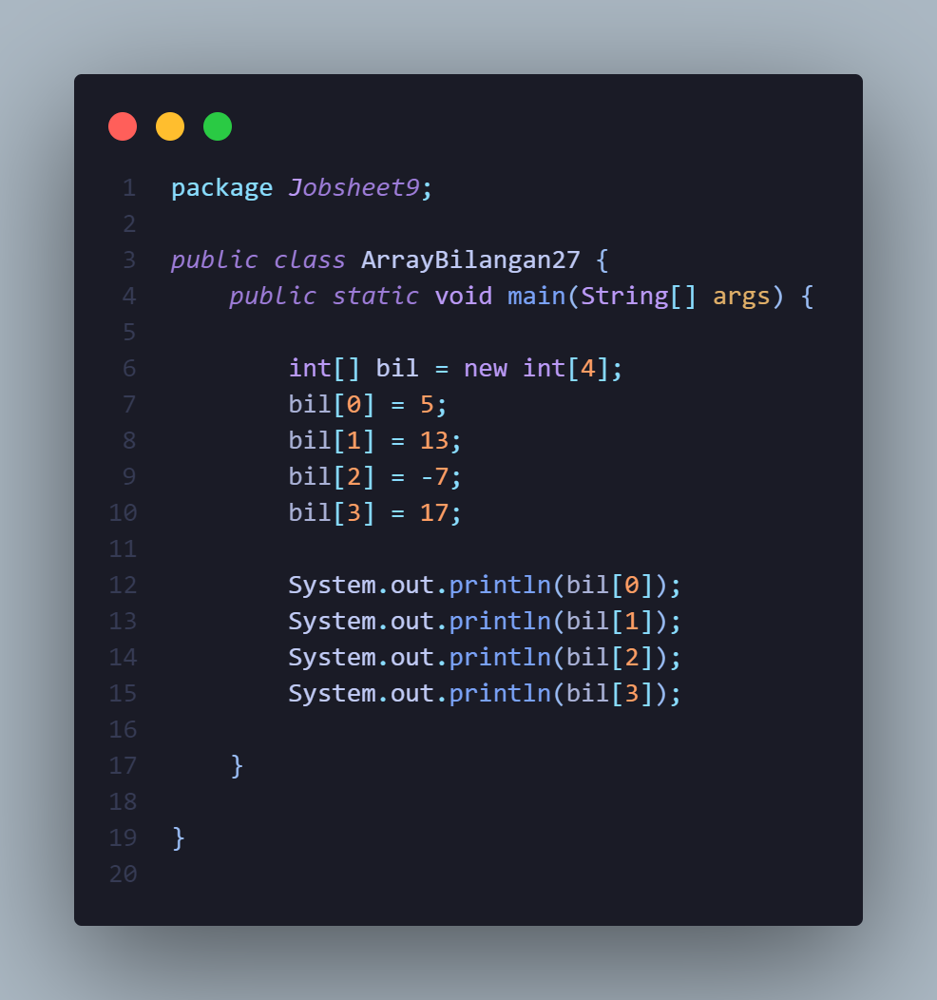 1 package Jobsheet9;
2
3 public class ArrayBilangan27 {
4     public static void main(String[] args) {
5
6         int[] bil = new int[4];
7         bil[0] = 5;
8         bil[1] = 13;
9         bil[2] = -7;
10         bil[3] = 17;
11
12         System.out.println(bil[0]);
13         System.out.println(bil[1]);
14         System.out.println(bil[2]);
15         System.out.println(bil[3]);
16
17     }
18
19 }
20